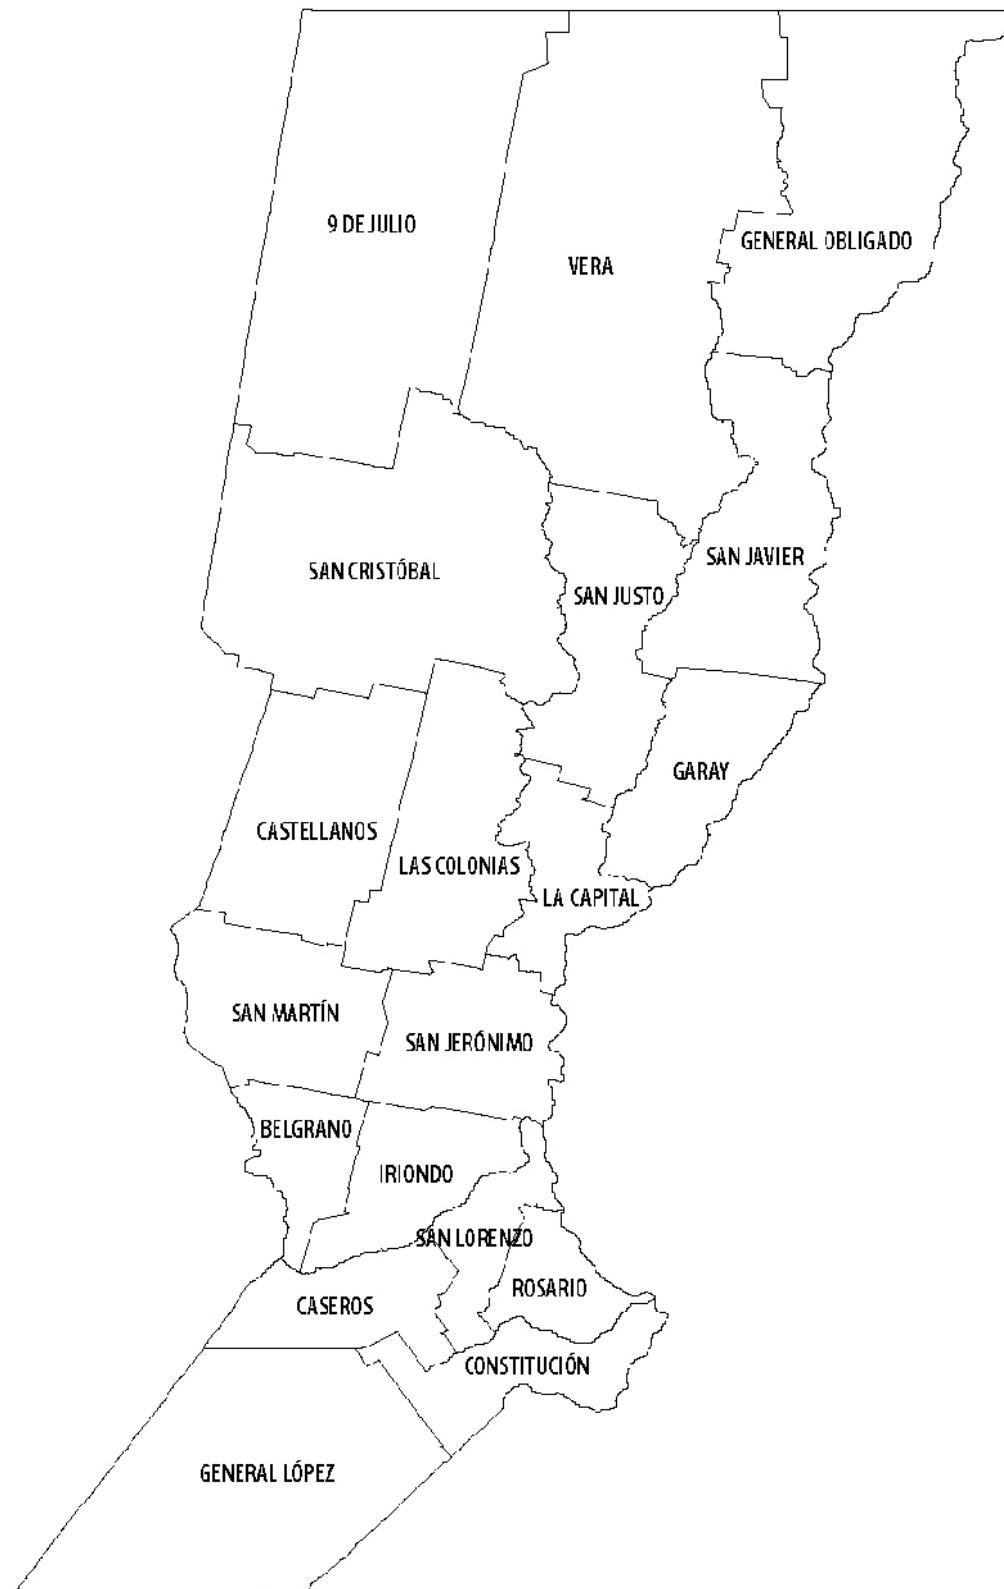 9 DE JULIO
GENERAL OBLIGADO
VERA
SAN JAVIER
SAN CRISTÓBAL
SAN JUSTO
GARAY
CASTELLANOS
LAS COLONIAS
LA CAPITAL
SAN MARTÍN
SAN JERÓNIMO
BELGRANO
IRIONDO
SAN LORENZO
ROSARIO
CASEROS
CONSTITUCIÓN
GENERAL LÓPEZ